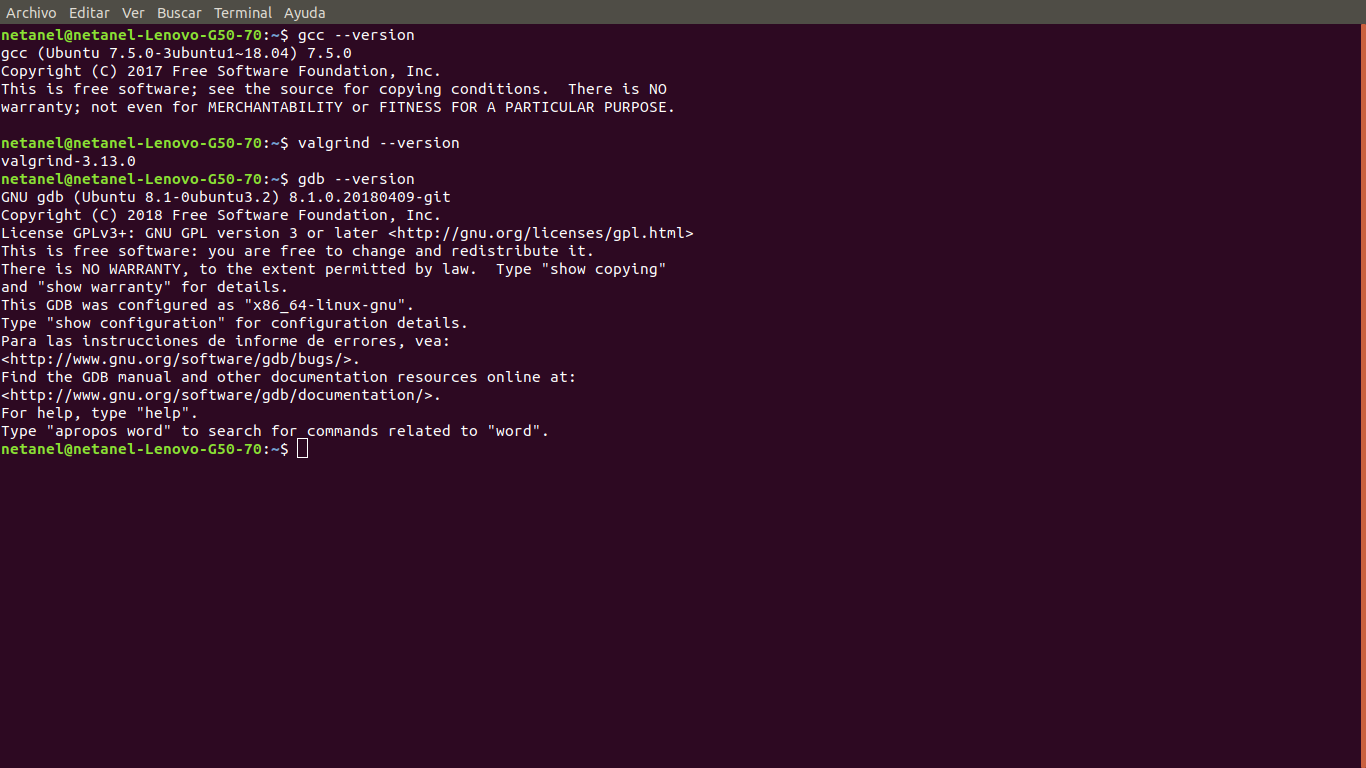 Archivo Editar Ver Buscar Terminal Ayuda
netanel@netanel-Lenovo-G50-70:~$ gcc --version
gcc (Ubuntu 7.5.0-3ubuntu1~18.04) 7.5.0
Copyright (C) 2017 Free Software Foundation, Inc.
This is free software; see the source for copying conditions.  There is NO
warranty; not even for MERCHANTABILITY or FITNESS FOR A PARTICULAR PURPOSE.

netanel@netanel-Lenovo-G50-70:~$ valgrind --version
valgrind-3.13.0
netanel@netanel-Lenovo-G50-70:~$ gdb --version
GNU gdb (Ubuntu 8.1-0ubuntu3.2) 8.1.0.20180409-git
Copyright (C) 2018 Free Software Foundation, Inc.
License GPLv3+: GNU GPL version 3 or later <http://gnu.org/licenses/gpl.html>
This is free software: you are free to change and redistribute it.
There is NO WARRANTY, to the extent permitted by law.  Type "show copying"
and "show warranty" for details.
This GDB was configured as "x86_64-linux-gnu".
Type "show configuration" for configuration details.
Para las instrucciones de informe de errores, vea:
<http://www.gnu.org/software/gdb/bugs/>.
Find the GDB manual and other documentation resources online at:
<http://www.gnu.org/software/gdb/documentation/>.
For help, type "help".
Type "apropos word" to search for commands related to "word".
netanel@netanel-Lenovo-G50-70:~$